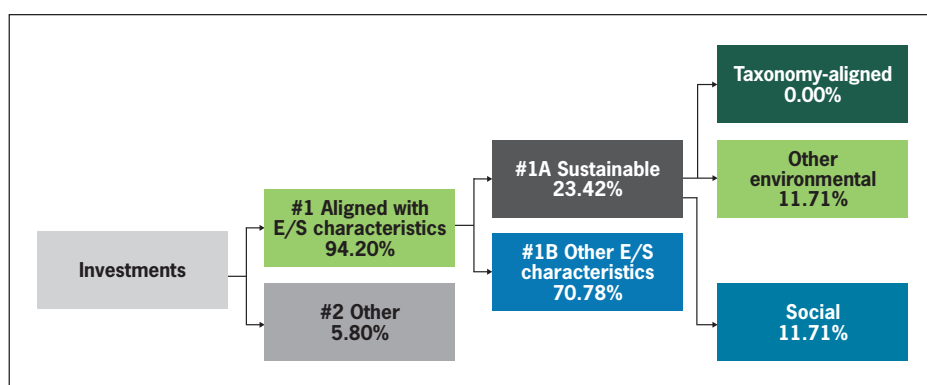 Investments
#1 Aligned with
E/S characteristics
94.20%
#2 Other
5.80%
#1A Sustainable
23.42%
#1B Other E/S
characteristics
70.78%
Taxonomy-aligned
0.00%
Other
environmental
11.71%
Social
11.71%